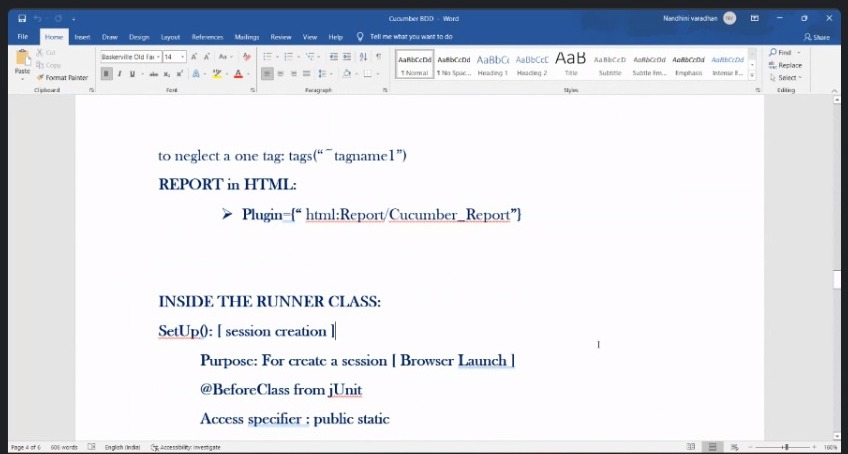 Cucumber BDD - Word
Nandhini varadhan
NV
File Home Insert Draw Design Layout References Mailings Review View Help Tell me what you want to do
Share
Paste
Cut
Copy
Format Painter
Clipboard
Baskerville Old Fac 14
Font
Paragraph
AaBbCcDd AaBbCcDd AaBbCc AaBbCcC AaB AaBbCcD AaBbCcDd AaBbCcDd AaBbCcDd
¶ Normal ¶ No Spac... Heading 1 Heading 2 Title Subtitle Subtle Em... Emphasis Intense E...
Styles
Find
Replace
Select
Editing
to neglect a one tag: tags(“~tagname1”)
REPORT in HTML:
➢ Plugin={“ html:Report/Cucumber_Report”}
INSIDE THE RUNNER CLASS:
SetUp(): [ session creation ]
Purpose: For create a session [ Browser Launch ]
@BeforeClass from jUnit
Access specifier : public static
Page 4 of 6 605 words English (India) Accessibility: Investigate
160%